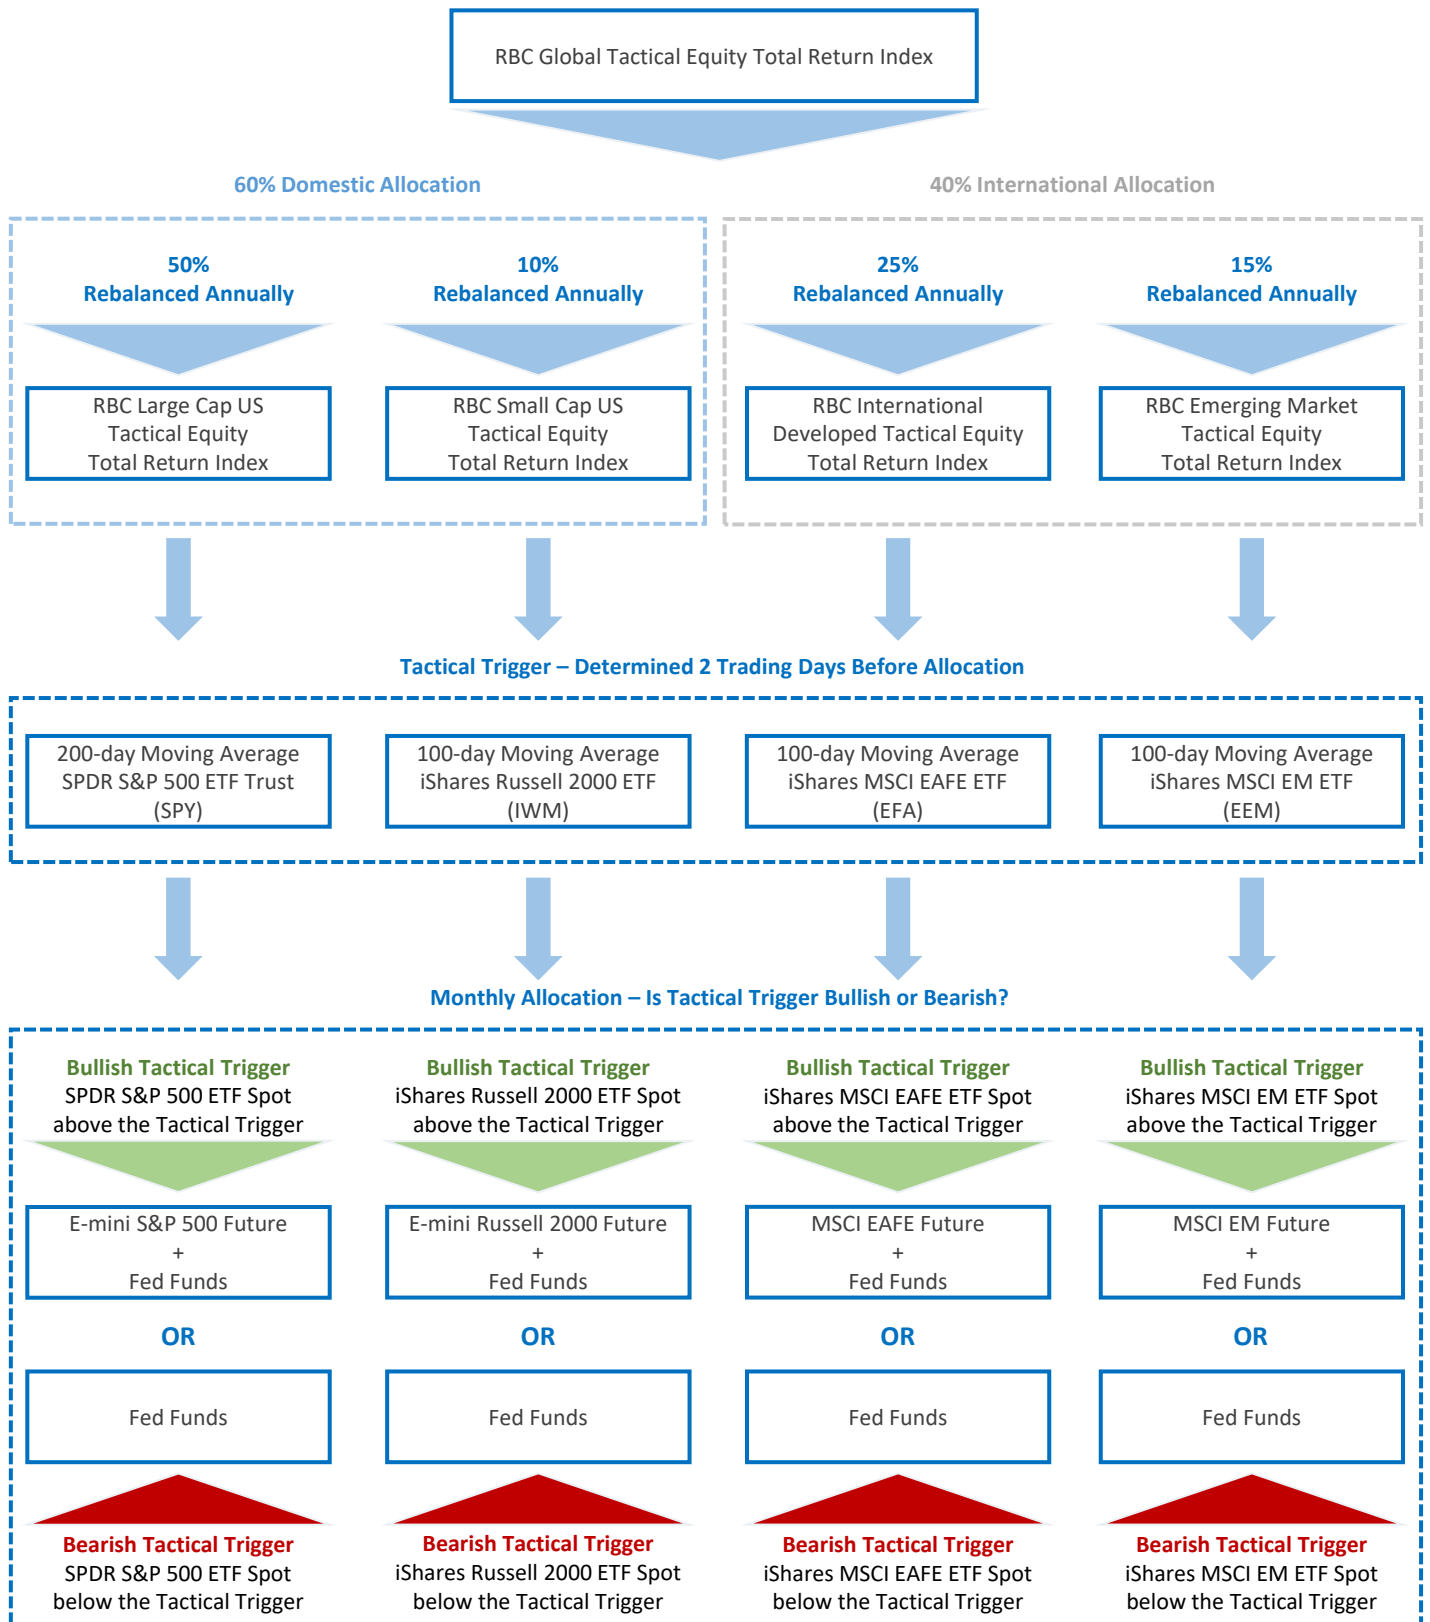 RBC Global Tactical Equity Total Return Index
60% Domestic Allocation
40% International Allocation
50%
Rebalanced Annually
10%
Rebalanced Annually
25%
Rebalanced Annually
15%
Rebalanced Annually
RBC Large Cap US
Tactical Equity
Total Return Index
RBC Small Cap US
Tactical Equity
Total Return Index
RBC International
Developed Tactical Equity
Total Return Index
RBC Emerging Market
Tactical Equity
Total Return Index
Tactical Trigger – Determined 2 Trading Days Before Allocation
200-day Moving Average
SPDR S&P 500 ETF Trust
(SPY)
100-day Moving Average
iShares Russell 2000 ETF
(IWM)
100-day Moving Average
iShares MSCI EAFE ETF
(EFA)
100-day Moving Average
iShares MSCI EM ETF
(EEM)
Monthly Allocation – Is Tactical Trigger Bullish or Bearish?
Bullish Tactical Trigger
SPDR S&P 500 ETF Spot
above the Tactical Trigger
Bullish Tactical Trigger
iShares Russell 2000 ETF Spot
above the Tactical Trigger
Bullish Tactical Trigger
iShares MSCI EAFE ETF Spot
above the Tactical Trigger
Bullish Tactical Trigger
iShares MSCI EM ETF Spot
above the Tactical Trigger
E-mini S&P 500 Future
+
Fed Funds
E-mini Russell 2000 Future
+
Fed Funds
MSCI EAFE Future
+
Fed Funds
MSCI EM Future
+
Fed Funds
OR
OR
OR
OR
Fed Funds
Fed Funds
Fed Funds
Fed Funds
Bearish Tactical Trigger
SPDR S&P 500 ETF Spot
below the Tactical Trigger
Bearish Tactical Trigger
iShares Russell 2000 ETF Spot
below the Tactical Trigger
Bearish Tactical Trigger
iShares MSCI EAFE ETF Spot
below the Tactical Trigger
Bearish Tactical Trigger
iShares MSCI EM ETF Spot
below the Tactical Trigger